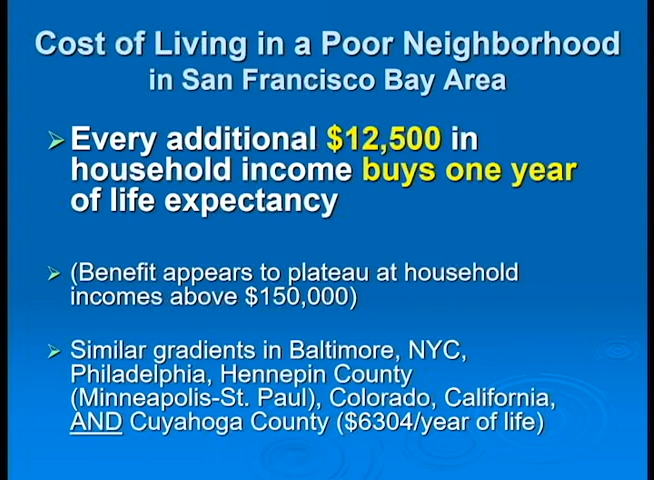 Cost of Living in a Poor Neighborhood
in San Francisco Bay Area
Every additional $12,500 in
household income buys one year
of life expectancy
(Benefit appears to plateau at household
incomes above $150,000)
Similar gradients in Baltimore, NYC,
Philadelphia, Hennepin County
(Minneapolis-St. Paul), Colorado, California,
AND Cuyahoga County ($6304/year of life)